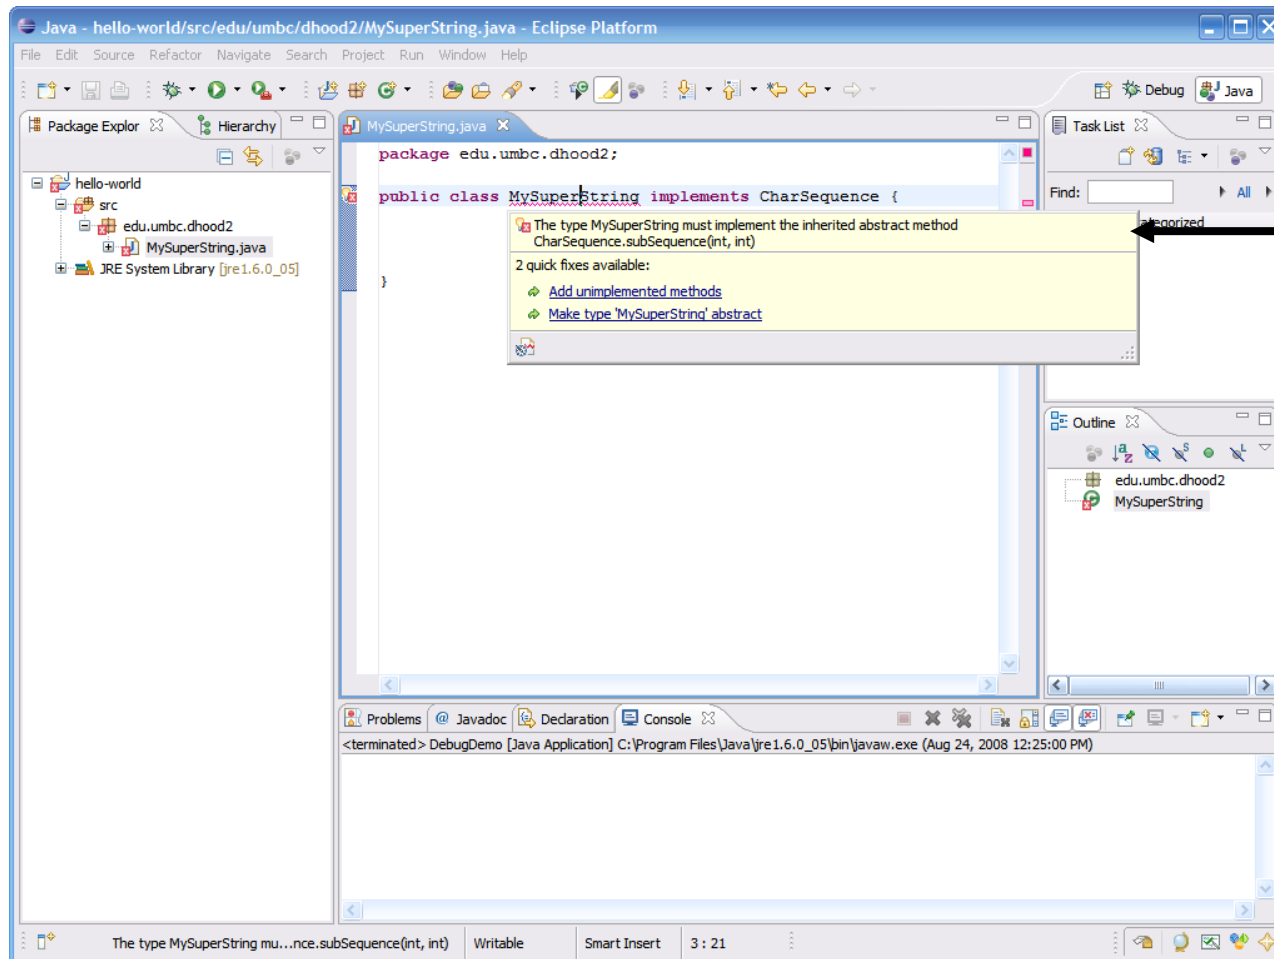 Java - hello-world/src/edu/umbc/dhood2/MySuperString.java - Eclipse Platform
File Edit Source Refactor Navigate Search Project Run Window Help
Debug Java
Package Explor Hierarchy
MySuperString.java
Task List
hello-world
src
edu.umbc.dhood2
MySuperString.java
JRE System Library [jre1.6.0_05]
package edu.umbc.dhood2;
public class MySuperString implements CharSequence {
}
The type MySuperString must implement the inherited abstract method
CharSequence.subSequence(int, int)
2 quick fixes available:
Add unimplemented methods
Make type 'MySuperString' abstract
Find: All
ategorized
Outline
edu.umbc.dhood2
MySuperString
Problems @ Javadoc Declaration Console
<terminated> DebugDemo [Java Application] C:\Program Files\Java\jre1.6.0_05\bin\javaw.exe (Aug 24, 2008 12:25:00 PM)
The type MySuperString mu...nce.subSequence(int, int) Writable Smart Insert 3 : 21